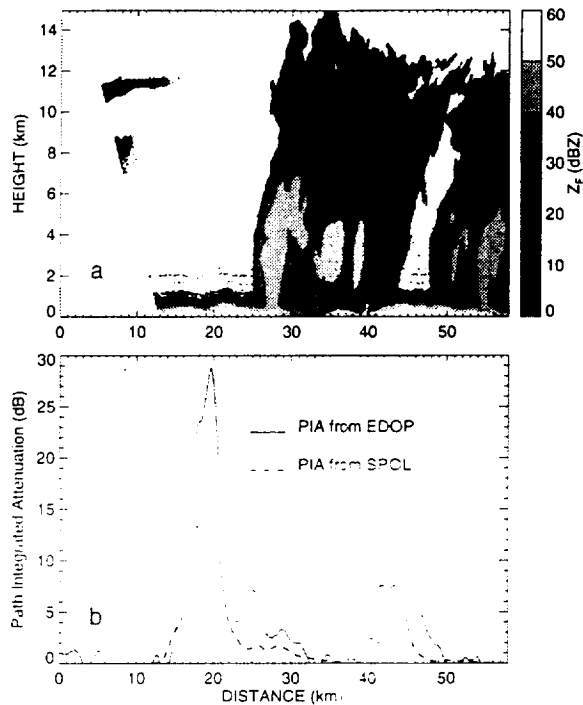 HEIGHT (km)
14
12
10
8
6
4
2
0
a
0 10 20 30 40 50
60
50
40
30
20
10
0
Z_F (dBZ)
Path Integrated Attenuation (dB)
30
25
20
15
10
5
0
PIA from EDOP
PIA from SPOL
b
0 10 20 30 40 50
DISTANCE (km)